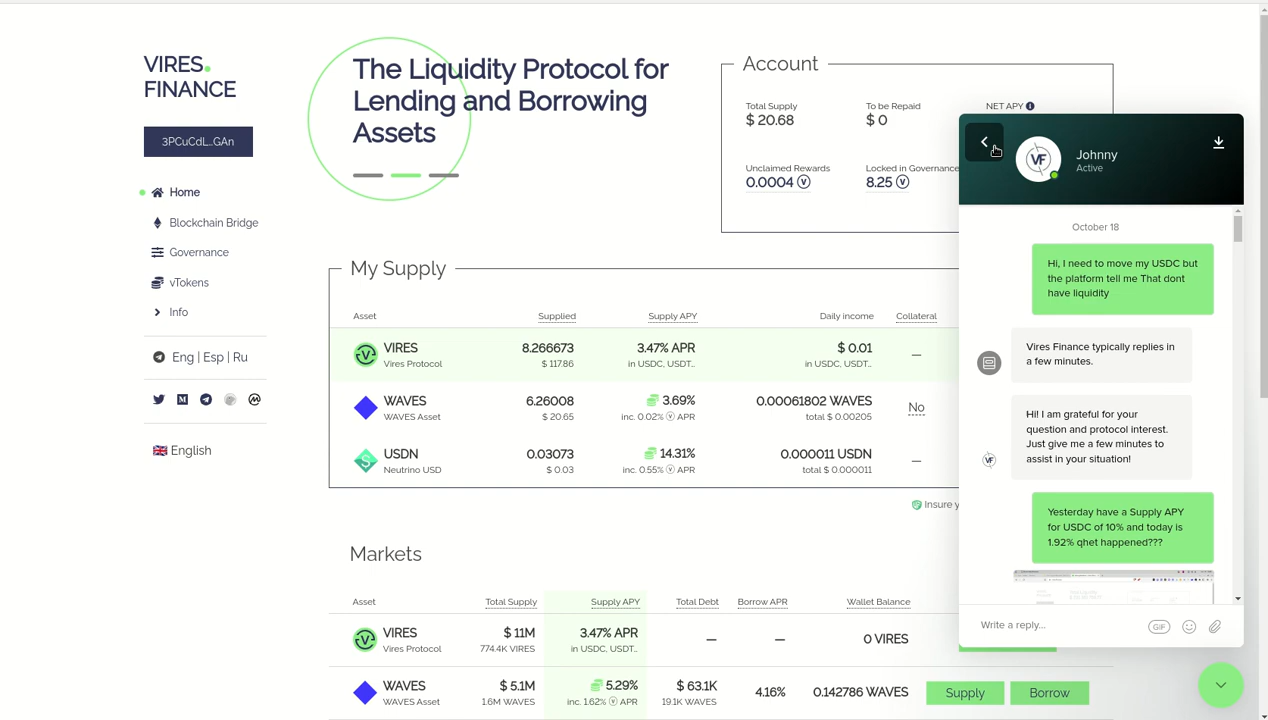 VIRES.
FINANCE
3PCuCdL...GAn
Home
Blockchain Bridge
Governance
vTokens
Info
Eng | Esp | Ru
English
The Liquidity Protocol for
Lending and Borrowing
Assets
Account
Total Supply
$ 20.68
To be Repaid
$ 0
NET APY
Unclaimed Rewards
0.0004
Locked in Governance
8.25
My Supply
Asset Supplied Supply APY Daily income Collateral
VIRES 8.266673 3.47% APR $ 0.01 —
Vires Protocol $ 117.86 in USDC, USDT... in USDC, USDT...
WAVES 6.26008 3.69% 0.00061802 WAVES No
WAVES Asset $ 20.65 inc. 0.02% APR total $ 0.00205
USDN 0.03073 14.31% 0.000011 USDN —
Neutrino USD $ 0.03 inc. 0.55% APR total $ 0.000011
Insure y
Markets
Asset Total Supply Supply APY Total Debt Borrow APR Wallet Balance
VIRES $ 11M 3.47% APR — — 0 VIRES
Vires Protocol 774.4K VIRES in USDC, USDT...
WAVES $ 5.1M 5.29% $ 63.1K 4.16% 0.142786 WAVES Supply Borrow
WAVES Asset 1.6M WAVES inc. 1.62% APR 19.1K WAVES
VF
Johnny
Active
October 18
Hi, I need to move my USDC but
the platform tell me That dont
have liquidity
Vires Finance typically replies in
a few minutes.
Hi! I am grateful for your
question and protocol interest.
Just give me a few minutes to
assist in your situation!
VF
Yesterday have a Supply APY
for USDC of 10% and today is
1.92% qhet happened???
Write a reply...
GIF